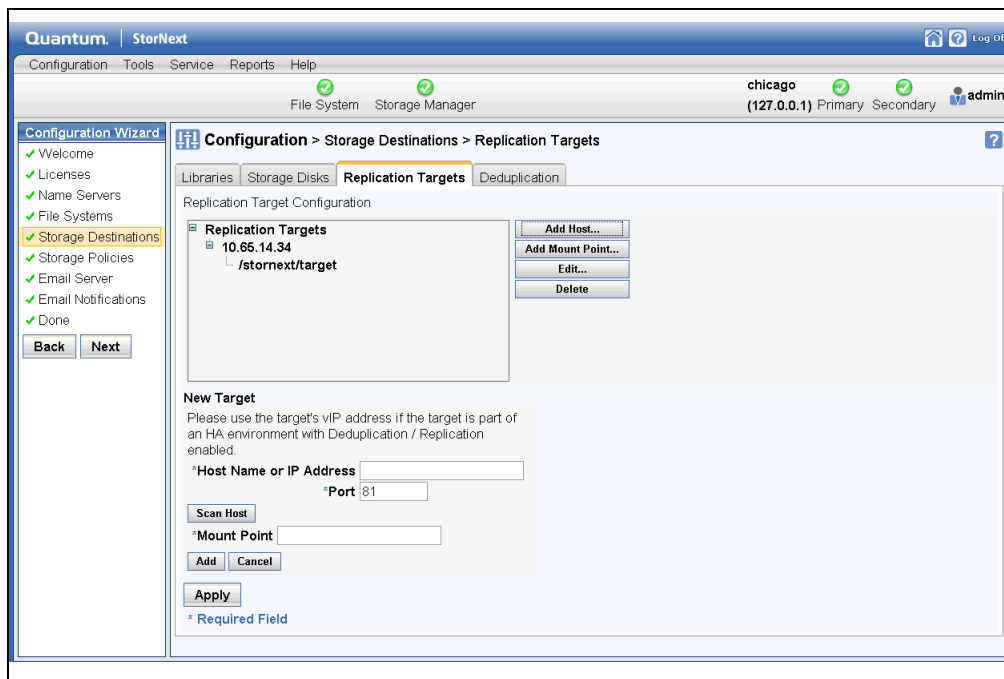 Quantum. StorNext
Log Of
Configuration Tools Service Reports Help
File System Storage Manager
chicago
(127.0.0.1) Primary Secondary
admin
Configuration Wizard
Welcome
Licenses
Name Servers
File Systems
Storage Destinations
Storage Policies
Email Server
Email Notifications
Done
Back Next
Configuration > Storage Destinations > Replication Targets
?
Libraries Storage Disks Replication Targets Deduplication
Replication Target Configuration
Replication Targets
10.65.14.34
/stornext/target
Add Host...
Add Mount Point...
Edit...
Delete
New Target
Please use the target's vIP address if the target is part of
an HA environment with Deduplication / Replication
enabled.
*Host Name or IP Address
*Port 81
Scan Host
*Mount Point
Add Cancel
Apply
* Required Field